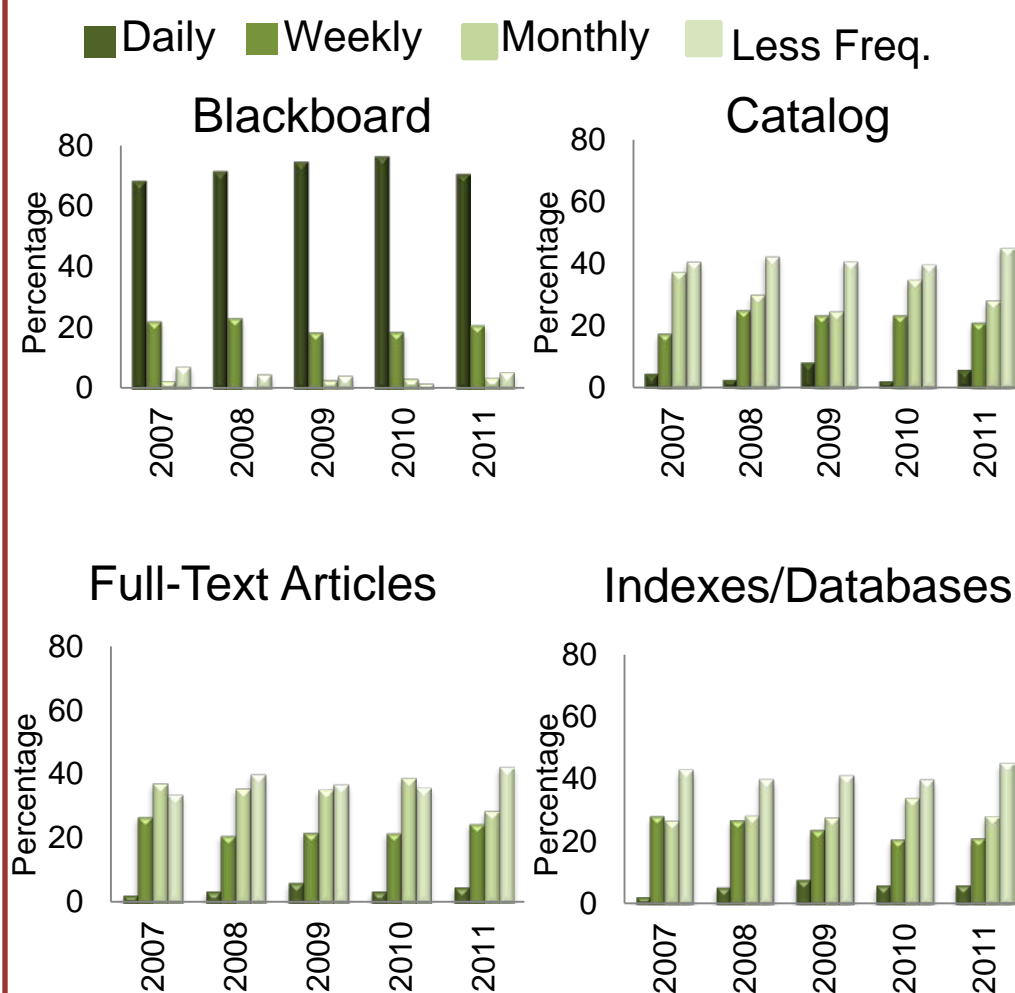 Daily Weekly Monthly Less Freq.
Blackboard
Percentage
80
60
40
20
0
2007 2008 2009 2010 2011
Catalog
Percentage
80
60
40
20
0
2007 2008 2009 2010 2011
Full-Text Articles
Percentage
80
60
40
20
0
2007 2008 2009 2010 2011
Indexes/Databases
Percentage
80
60
40
20
0
2007 2008 2009 2010 2011